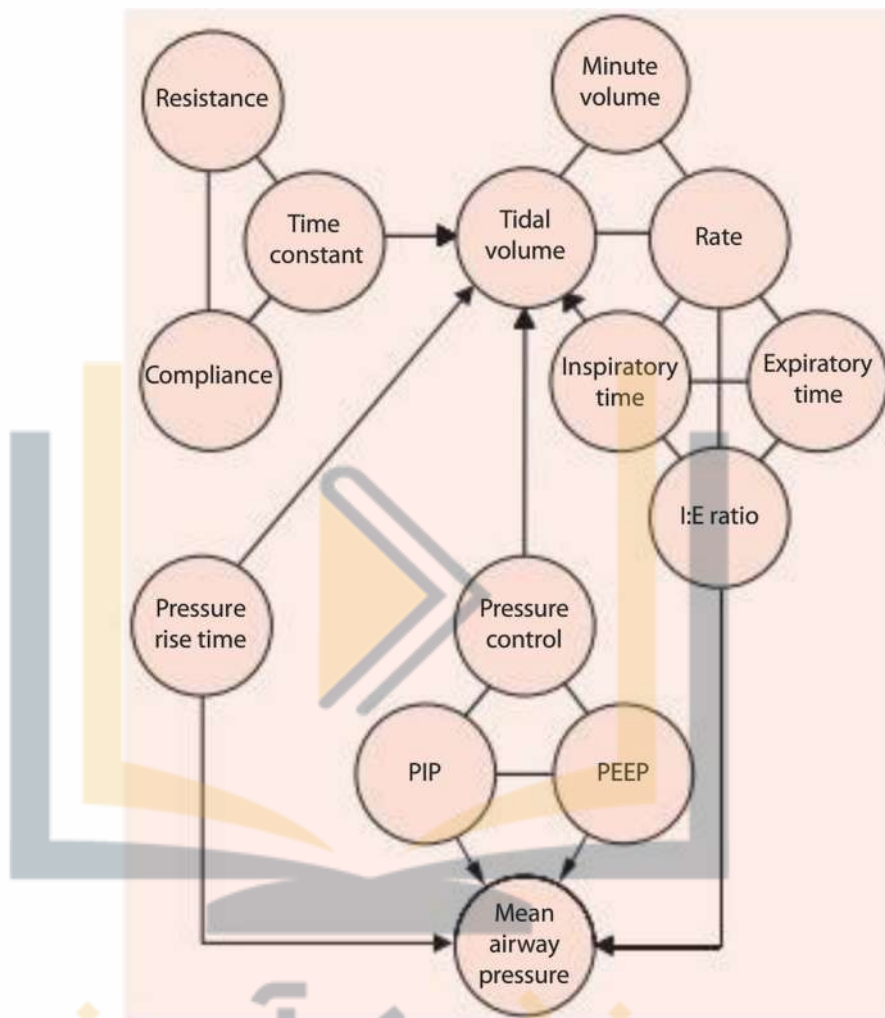 Minute
volume
Resistance
Time
constant
Tidal
volume
Rate
Compliance
Inspiratory
time
Expiratory
time
I:E ratio
Pressure
rise time
Pressure
control
PIP
PEEP
Mean
airway
pressure